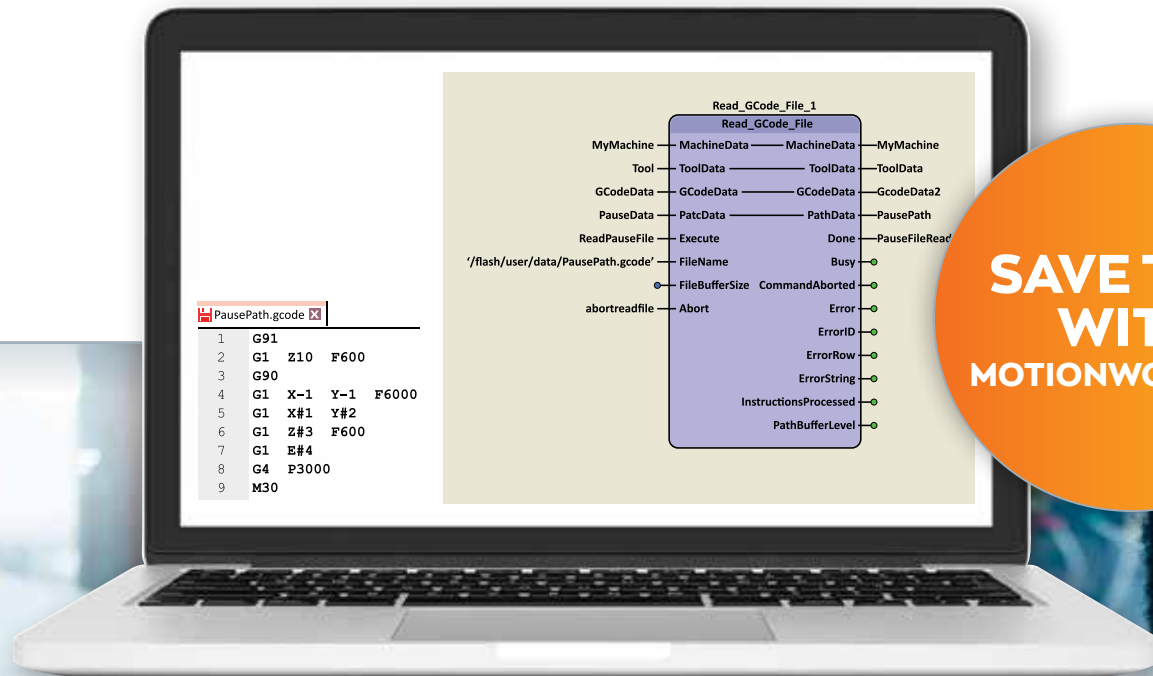 PausePath.gcode
1 G91
2 G1 Z10 F600
3 G90
4 G1 X-1 Y-1 F6000
5 G1 X#1 Y#2
6 G1 Z#3 F600
7 G1 E#4
8 G4 P3000
9 M30
Read_GCode_File_1
Read_GCode_File
MyMachine MachineData MachineData MyMachine
Tool ToolData ToolData ToolData
GCodeData GCodeData GCodeData GcodeData2
PauseData PatcData PathData PausePath
ReadPauseFile Execute Done PauseFileRead
'/flash/user/data/PausePath.gcode' FileName Busy
FileBufferSize CommandAborted
abortreadfile Abort Error
ErrorID
ErrorRow
ErrorString
InstructionsProcessed
PathBufferLevel
SAVE